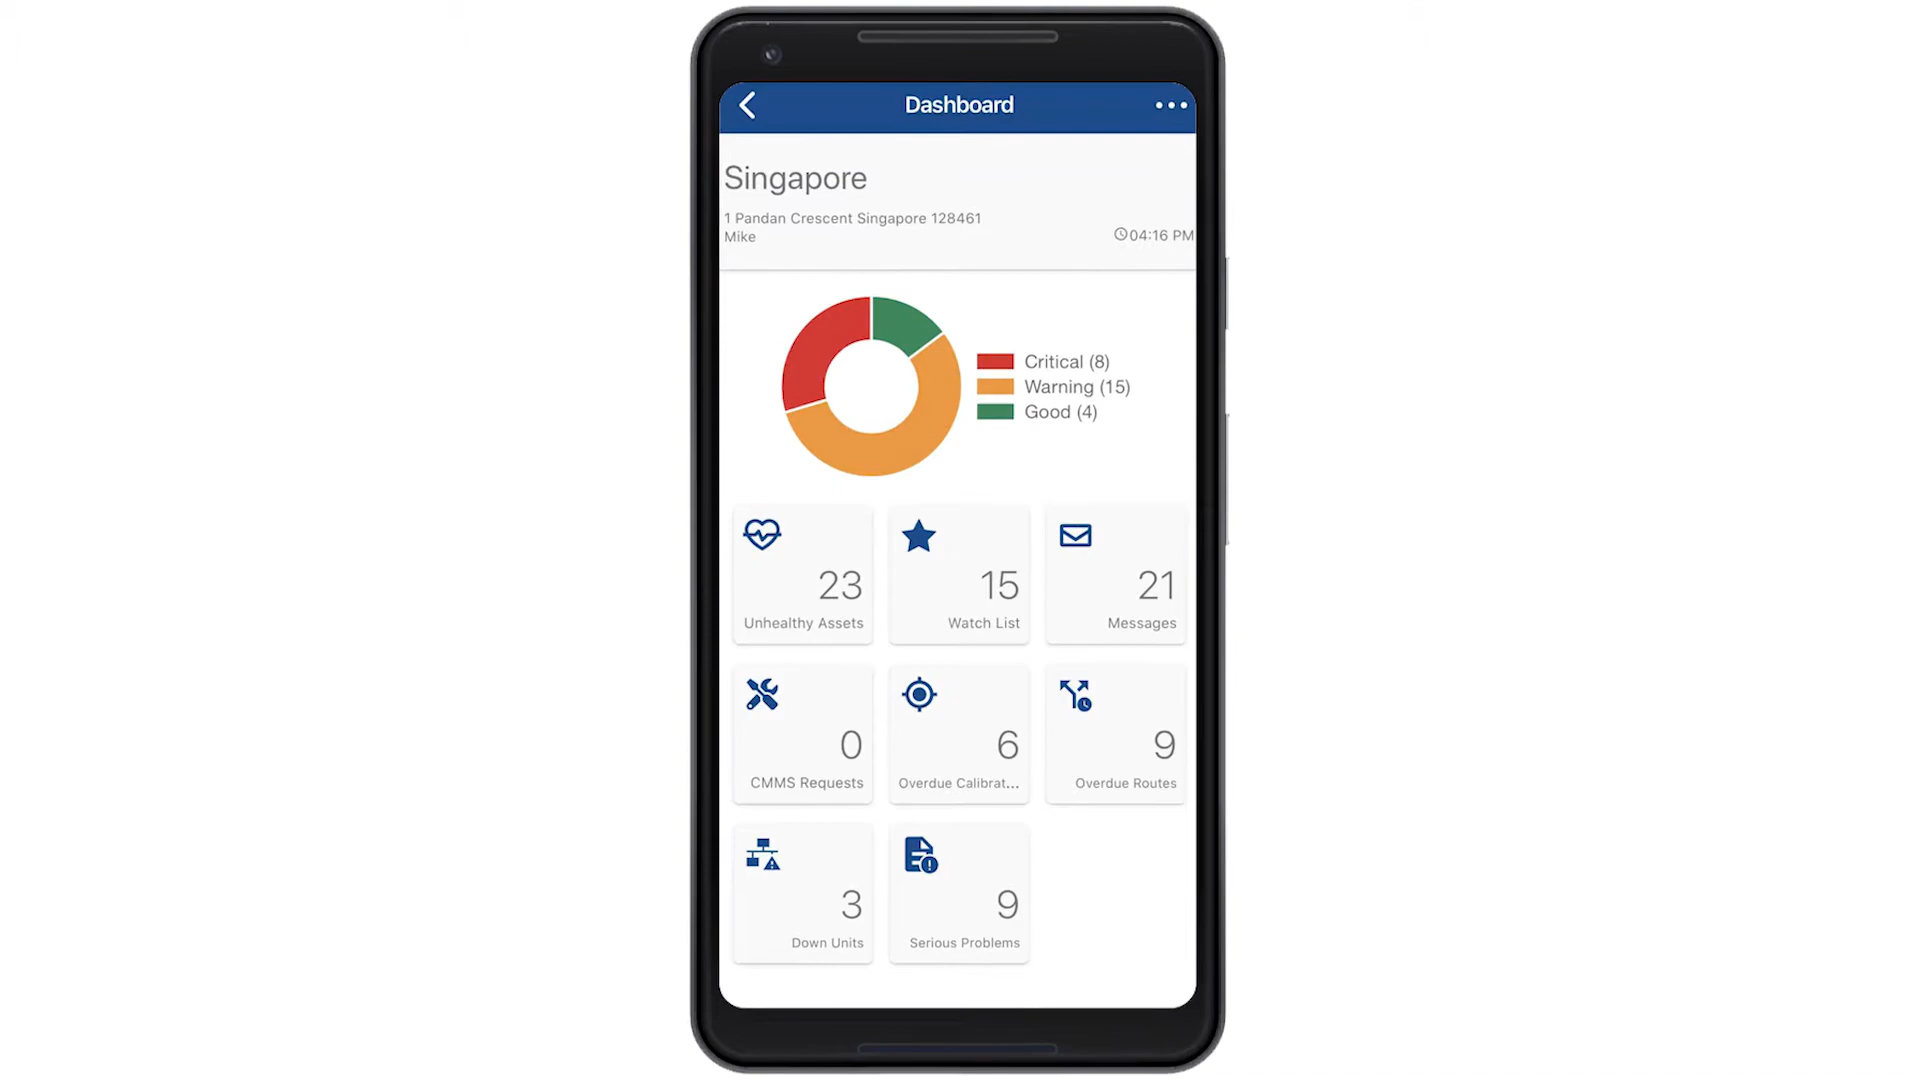 Dashboard
Singapore
1 Pandan Crescent Singapore 128461
Mike
04:16 PM
Critical (8)
Warning (15)
Good (4)
23
Unhealthy Assets
15
Watch List
21
Messages
0
CMMS Requests
6
Overdue Calibrat...
9
Overdue Routes
3
Down Units
9
Serious Problems